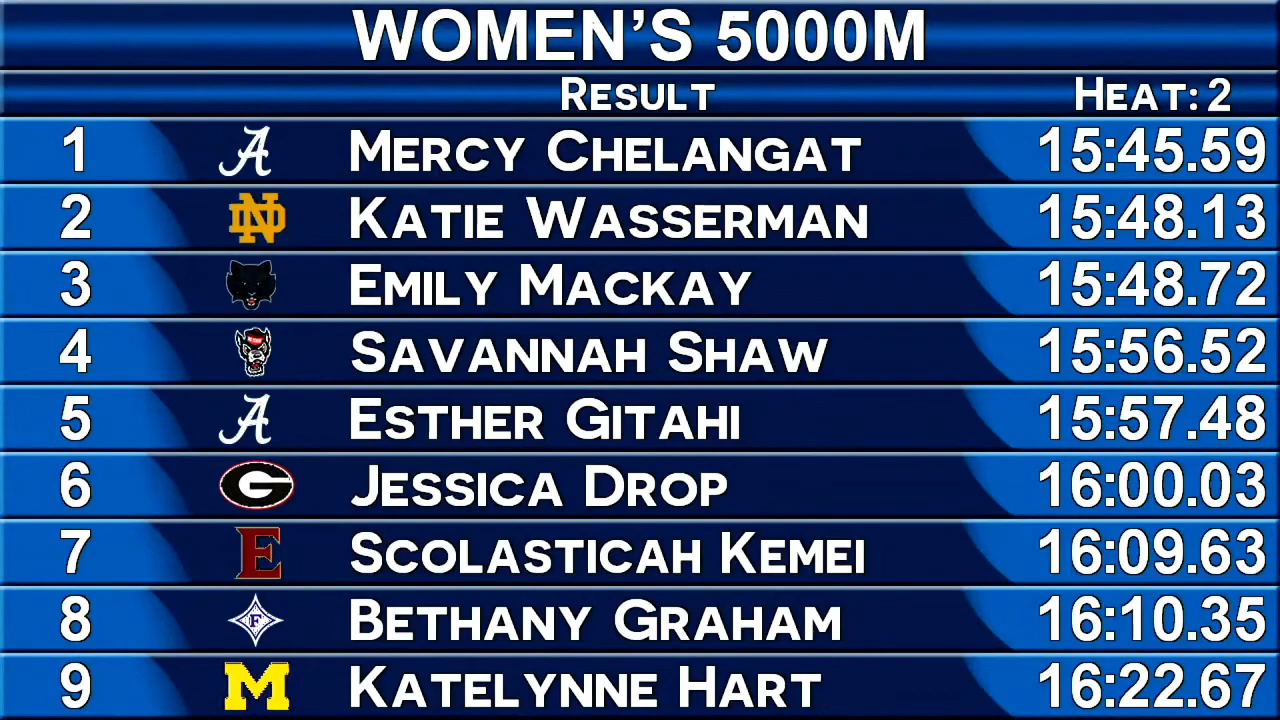 WOMEN'S 5000M
RESULT HEAT: 2
1 A MERCY CHELANGAT 15:45.59
2 ND KATIE WASSERMAN 15:48.13
3 EMILY MACKAY 15:48.72
4 SAVANNAH SHAW 15:56.52
5 A ESTHER GITAHI 15:57.48
6 G JESSICA DROP 16:00.03
7 E SCOLASTICAH KEMEI 16:09.63
8 F BETHANY GRAHAM 16:10.35
9 M KATELYNNE HART 16:22.67